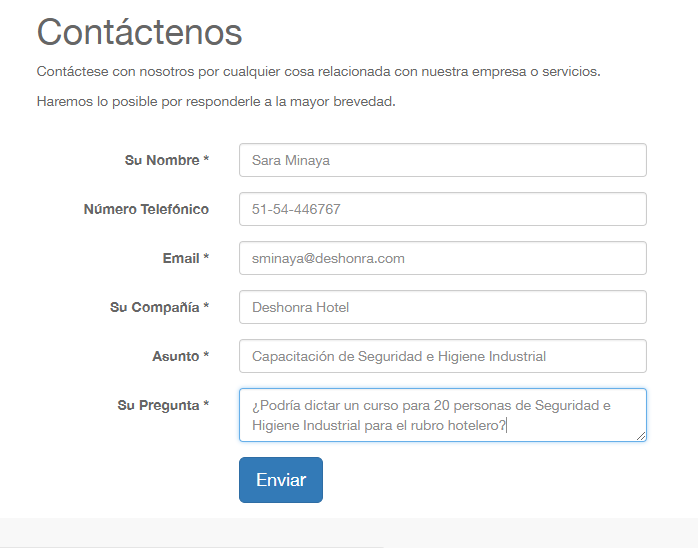 Contáctenos
Contáctese con nosotros por cualquier cosa relacionada con nuestra empresa o servicios.
Haremos lo posible por responderle a la mayor brevedad.
Su Nombre * Sara Minaya
Número Telefónico 51-54-446767
Email * sminaya@deshonra.com
Su Compañía * Deshonra Hotel
Asunto * Capacitación de Seguridad e Higiene Industrial
Su Pregunta * ¿Podría dictar un curso para 20 personas de Seguridad e
Higiene Industrial para el rubro hotelero?
Enviar